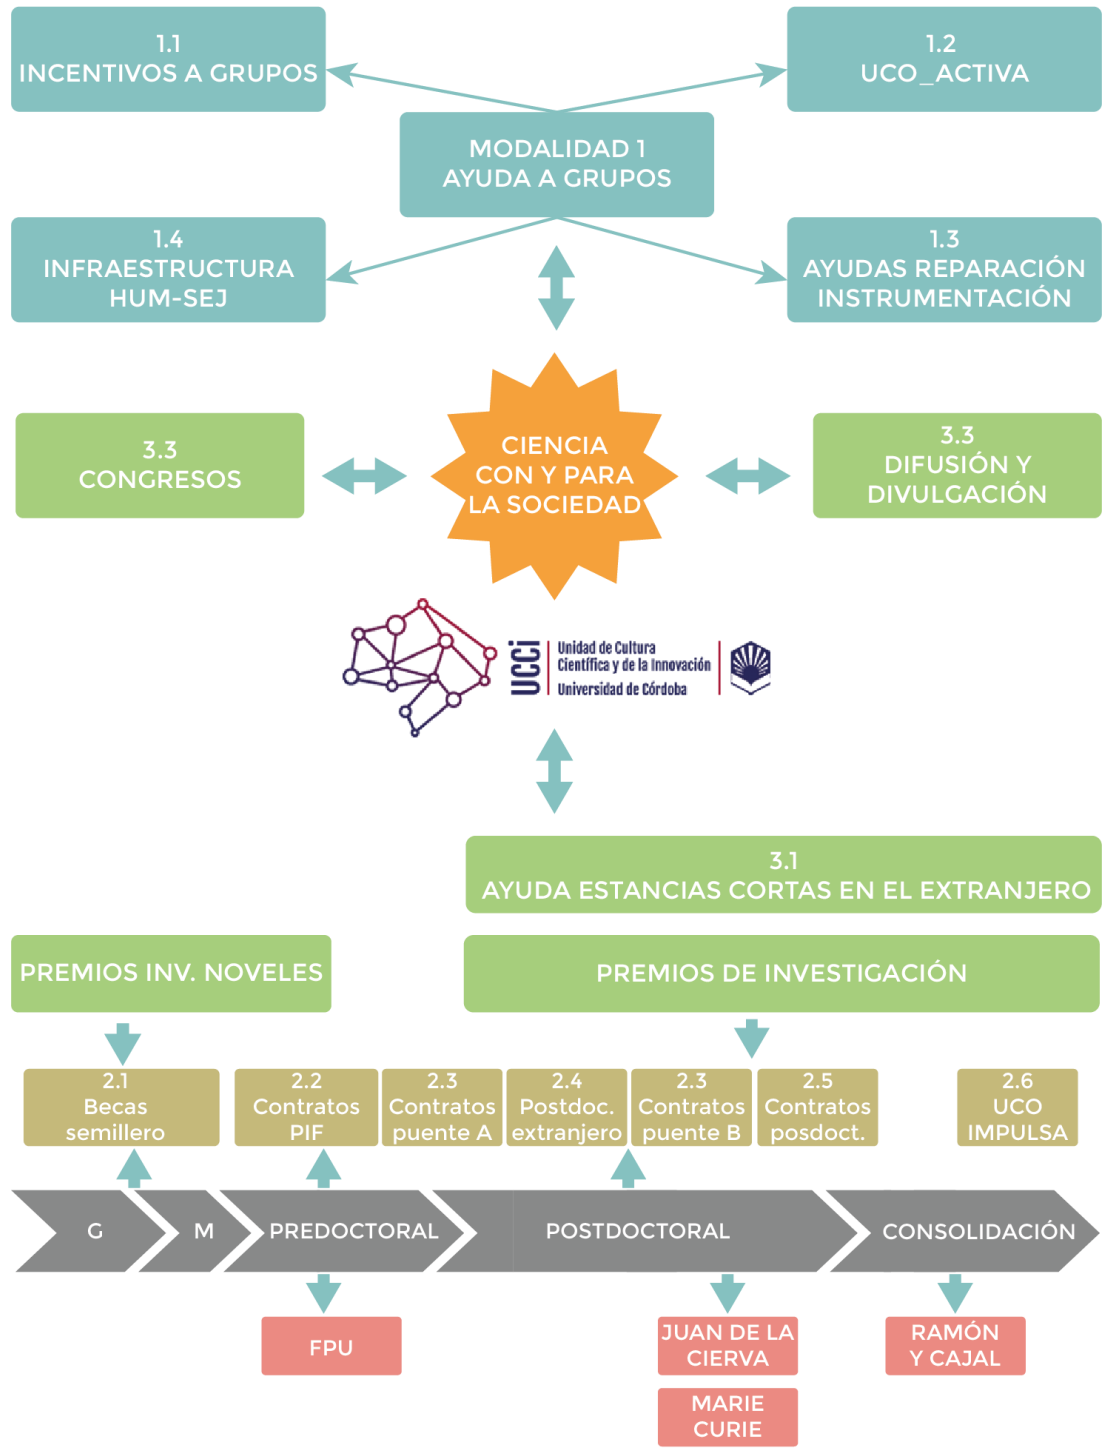 1.1
INCENTIVOS A GRUPOS
1.2
UCO_ACTIVA
MODALIDAD 1
AYUDA A GRUPOS
1.4
INFRAESTRUCTURA
HUM-SEJ
1.3
AYUDAS REPARACIÓN
INSTRUMENTACIÓN
3.3
CONGRESOS
CIENCIA
CON Y PARA
LA SOCIEDAD
3.3
DIFUSIÓN Y
DIVULGACIÓN
UCCi
Unidad de Cultura
Científica y de la Innovación
Universidad de Córdoba
3.1
AYUDA ESTANCIAS CORTAS EN EL EXTRANJERO
PREMIOS INV. NOVELES
PREMIOS DE INVESTIGACIÓN
2.1
Becas
semillero
2.2
Contratos
PIF
2.3
Contratos
puente A
2.4
Postdoc.
extranjero
2.3
Contratos
puente B
2.5
Contratos
posdoct.
2.6
UCO
IMPULSA
G
M
PREDOCTORAL
POSTDOCTORAL
CONSOLIDACIÓN
FPU
JUAN DE LA
CIERVA
RAMÓN
Y CAJAL
MARIE
CURIE